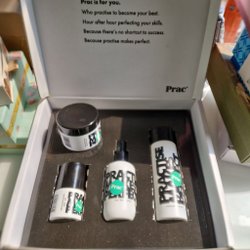 Prac is for you.
Who practise to become your best.
Hour after hour perfecting your skills.
Because there's no shortcut to success.
Because practise makes perfect.
Prac
Prac
PRACTISE